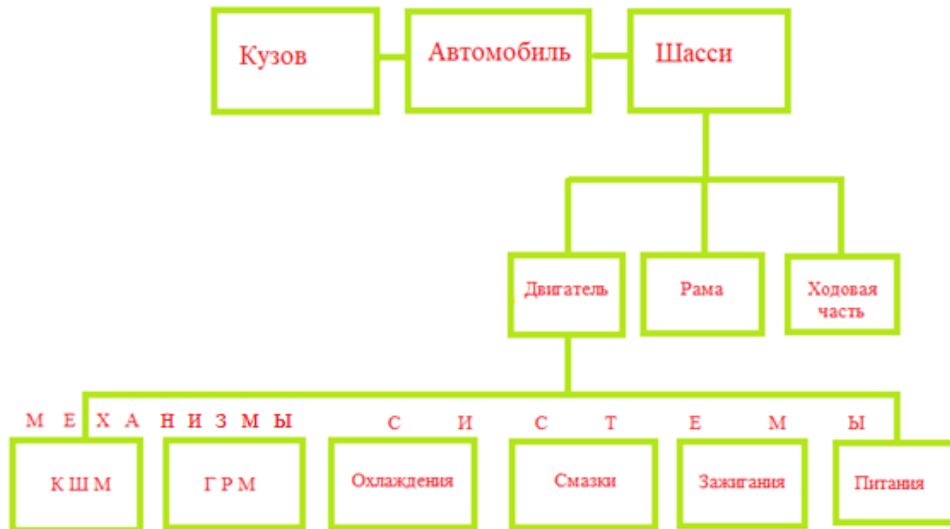 Кузов
Автомобиль
Шасси
Двигатель
Рама
Ходовая
часть
М Е Х А Н И З М Ы
С И С Т Е М Ы
К Ш М
Г Р М
Охлаждения
Смазки
Зажигания
Питания